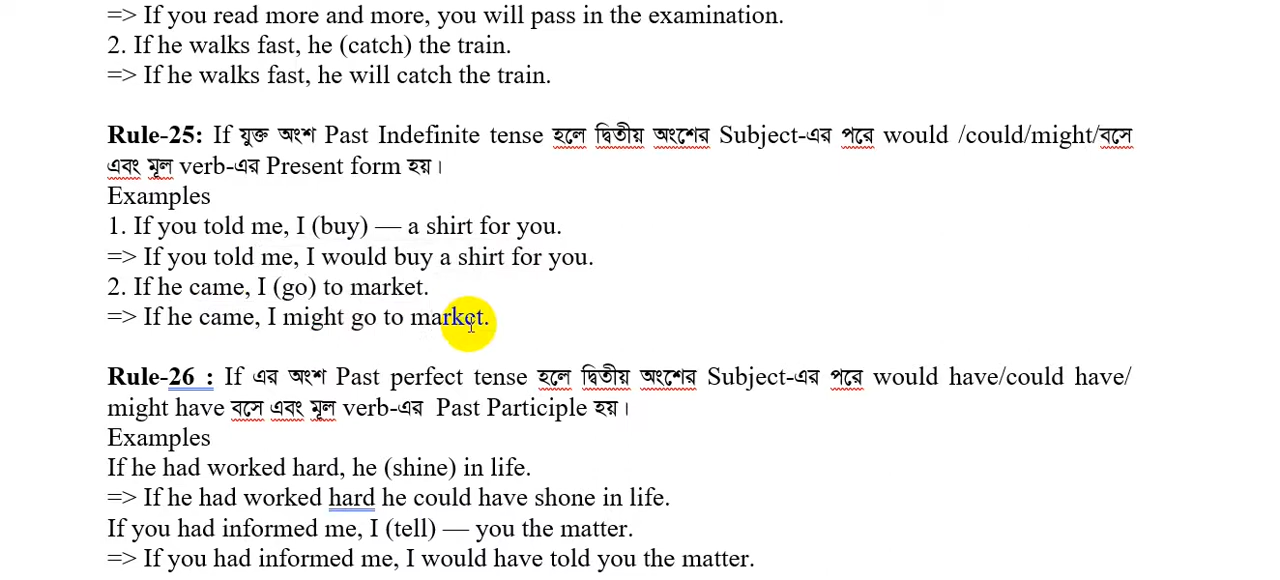 => If you read more and more, you will pass in the examination.
2. If he walks fast, he (catch) the train.
=> If he walks fast, he will catch the train.
Rule-25: If যুক্ত অংশ Past Indefinite tense হলে দ্বিতীয় অংশের Subject-এর পরে would /could/might/বসে
এবং মূল verb-এর Present form হয়।
Examples
1. If you told me, I (buy) — a shirt for you.
=> If you told me, I would buy a shirt for you.
2. If he came, I (go) to market.
=> If he came, I might go to market.
Rule-26 : If এর অংশ Past perfect tense হলে দ্বিতীয় অংশের Subject-এর পরে would have/could have/
might have বসে এবং মূল verb-এর Past Participle হয়।
Examples
If he had worked hard, he (shine) in life.
=> If he had worked hard he could have shone in life.
If you had informed me, I (tell) — you the matter.
=> If you had informed me, I would have told you the matter.